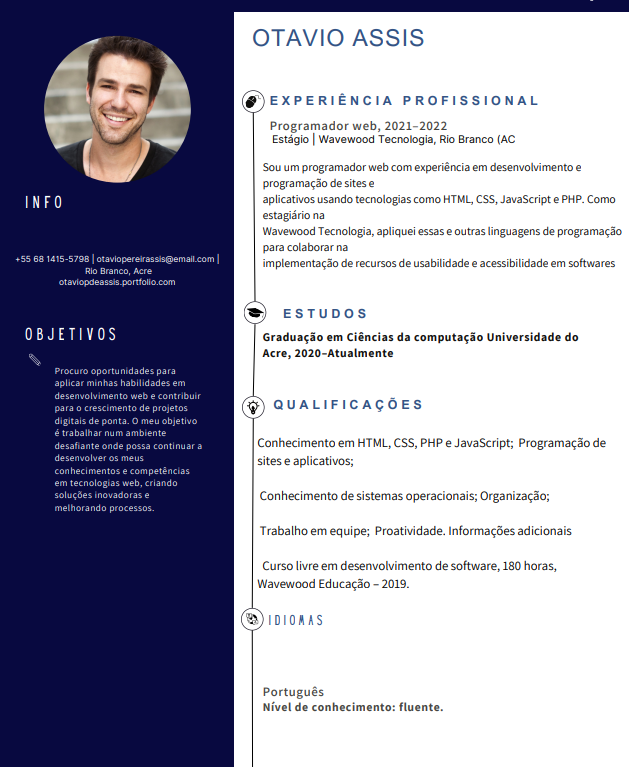 OTAVIO ASSIS
INFO
+55 68 1415-5798 | otaviopereirassis@email.com |
Rio Branco, Acre
otaviopdeassis.portfolio.com
OBJETIVOS
Procuro oportunidades para
aplicar minhas habilidades em
desenvolvimento web e contribuir
para o crescimento de projetos
digitais de ponta. O meu objetivo
é trabalhar num ambiente
desafiante onde possa continuar a
desenvolver os meus
conhecimentos e competências
em tecnologias web, criando
soluções inovadoras e
melhorando processos.
EXPERIÊNCIA PROFISSIONAL
Programador web, 2021–2022
Estágio | Wavewood Tecnologia, Rio Branco (AC
Sou um programador web com experiência em desenvolvimento e
programação de sites e
aplicativos usando tecnologias como HTML, CSS, JavaScript e PHP. Como
estagiário na
Wavewood Tecnologia, apliquei essas e outras linguagens de programação
para colaborar na
implementação de recursos de usabilidade e acessibilidade em softwares
ESTUDOS
Graduação em Ciências da computação Universidade do
Acre, 2020–Atualmente
QUALIFICAÇÕES
Conhecimento em HTML, CSS, PHP e JavaScript; Programação de
sites e aplicativos;
Conhecimento de sistemas operacionais; Organização;
Trabalho em equipe; Proatividade. Informações adicionais
Curso livre em desenvolvimento de software, 180 horas,
Wavewood Educação – 2019.
IDIOMAS
Português
Nível de conhecimento: fluente.